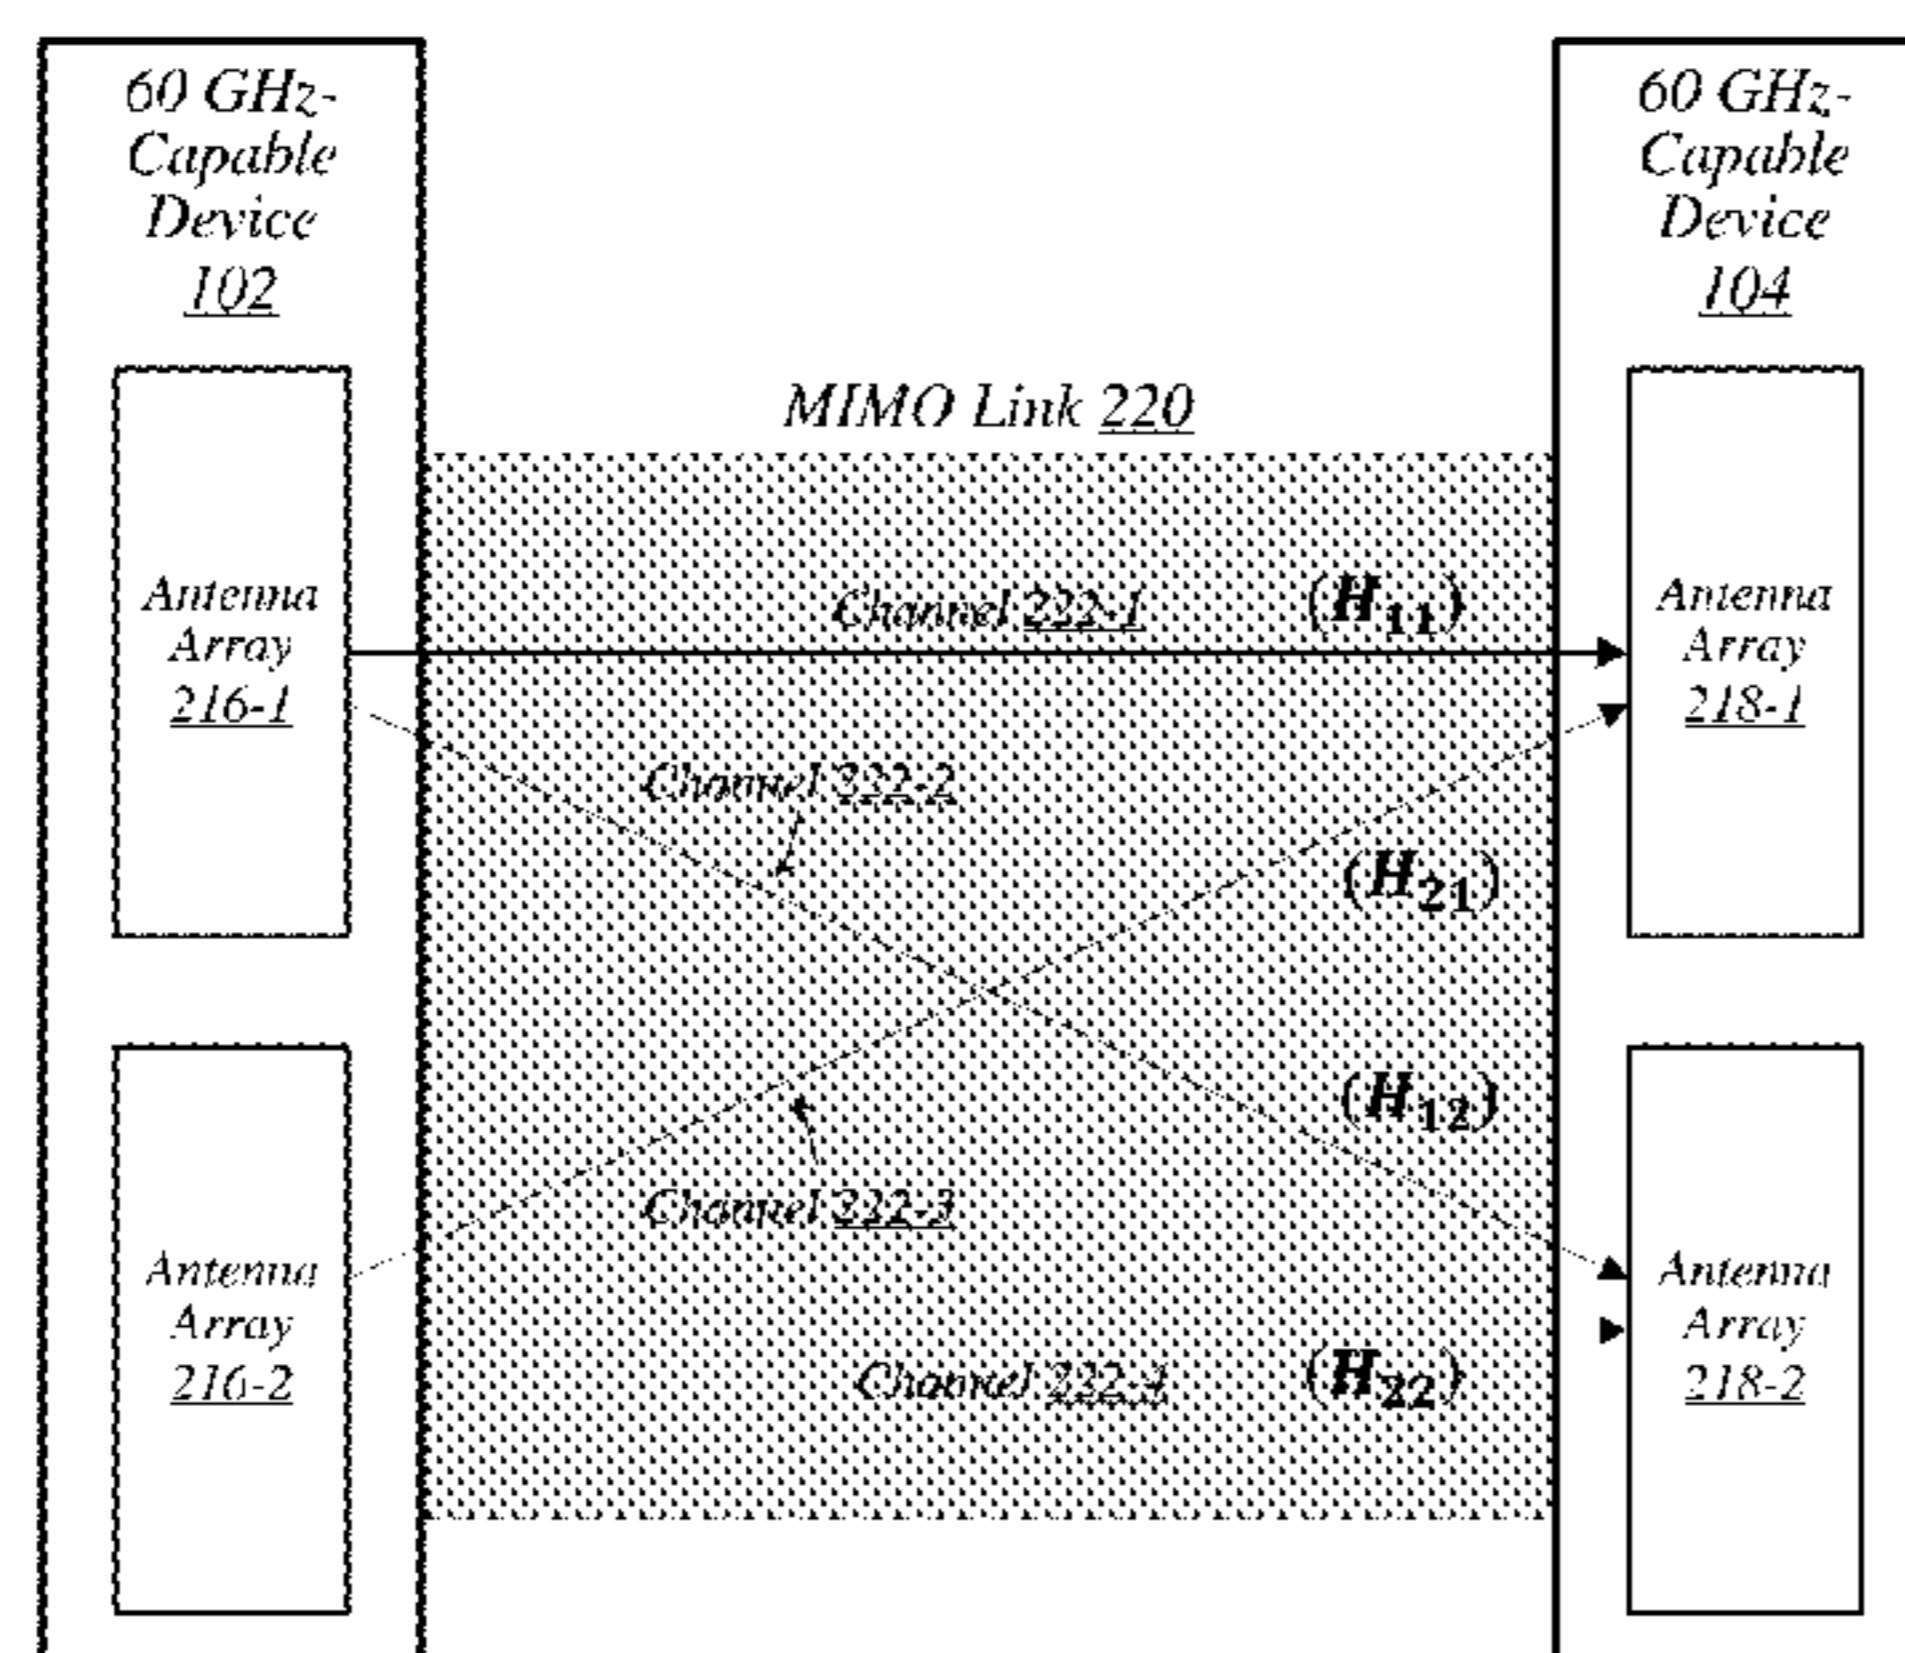 60 GHz-
Capable
Device
102
60 GHz-
Capable
Device
104
MIMO Link 220
Antenna
Array
216-1
Channel 222-1 (H11)
Antenna
Array
218-1
Channel 222-2
(H21)
(H12)
Channel 222-3
Antenna
Array
216-2
Channel 222-4 (H22)
Antenna
Array
218-2